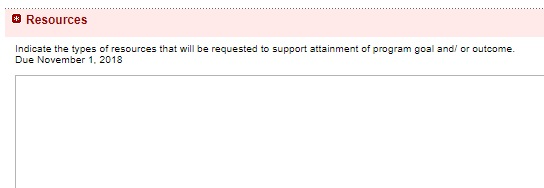 Resources
Indicate the types of resources that will be requested to support attainment of program goal and/ or outcome.
Due November 1, 2018